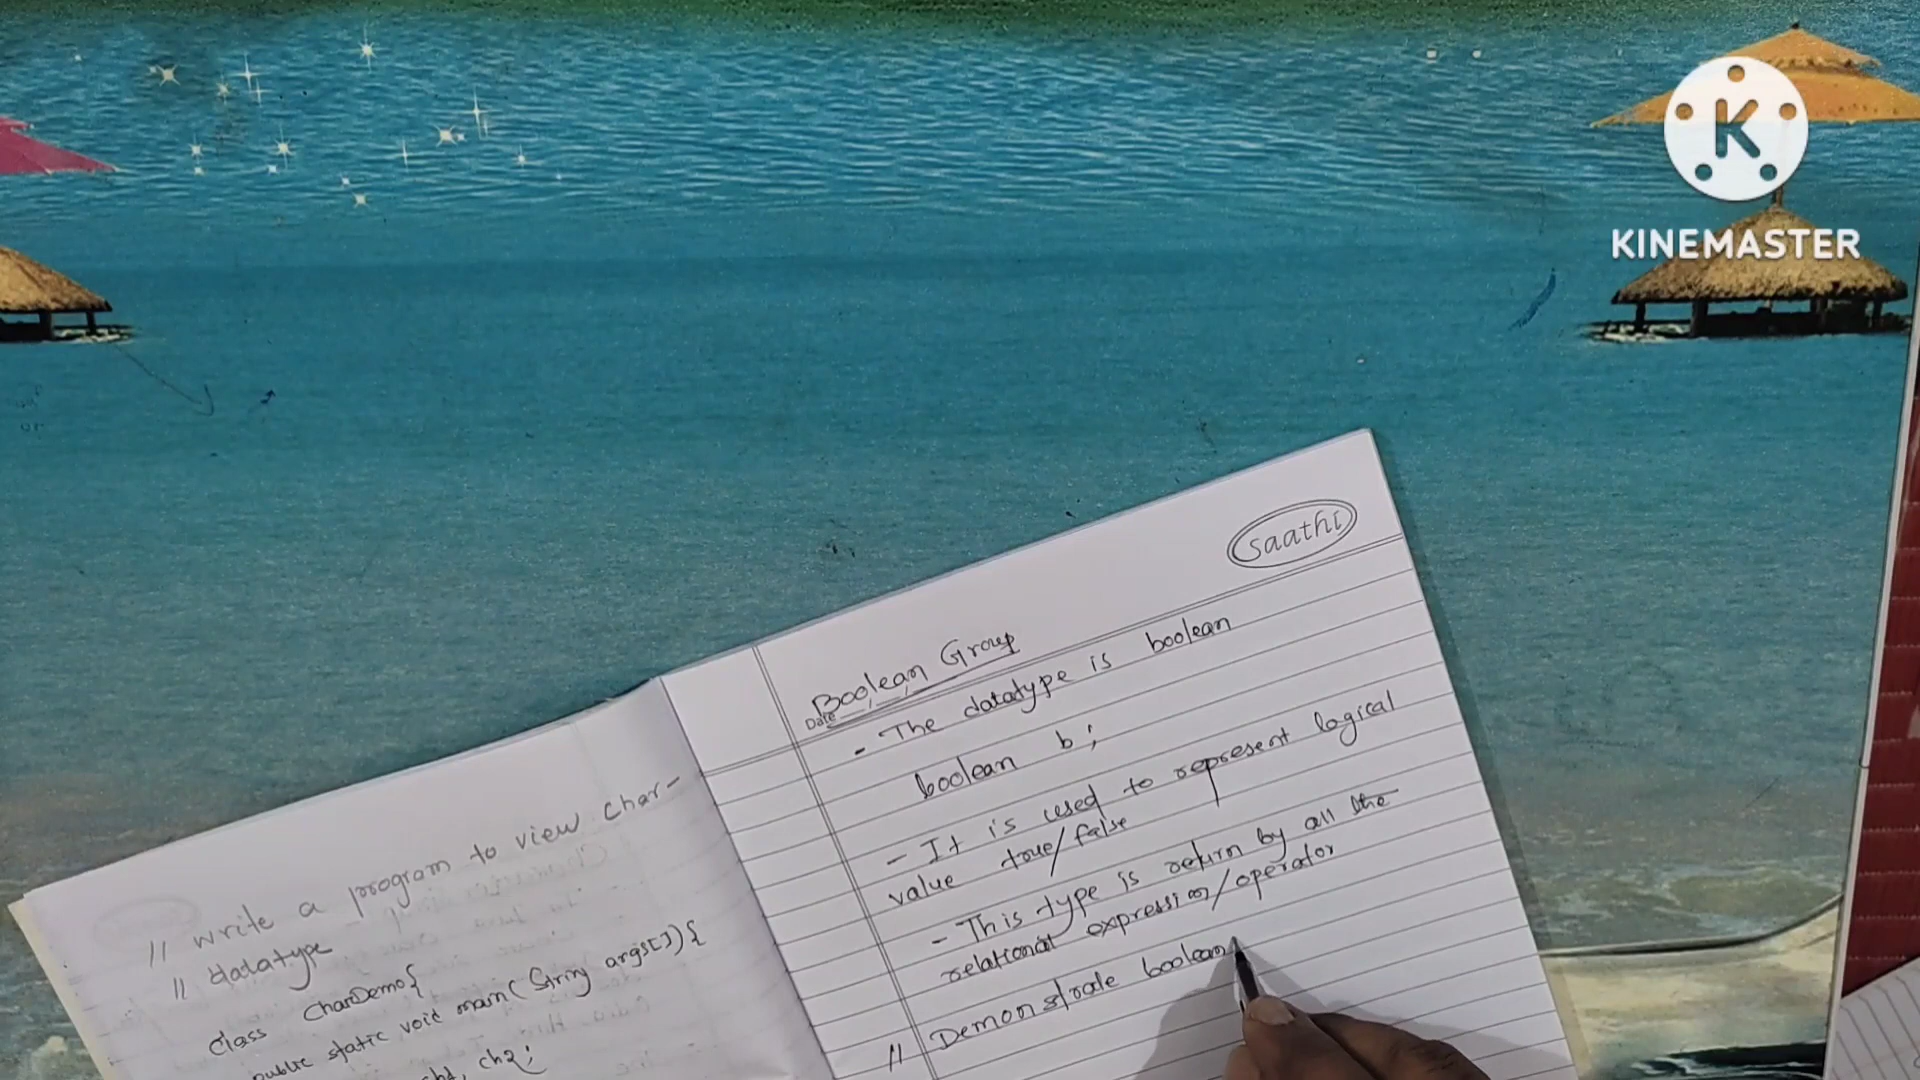 KINEMASTER
saathi
Date
Boolean Group
- The datatype is boolean
boolean b;
- It is used to represent logical
value true/false
- This type is return by all the
relational expression/operator
// Demonstrate boolean
// write a program to view char-
// datatype
class CharDemo{
public static void main(String args[]){
ch2;